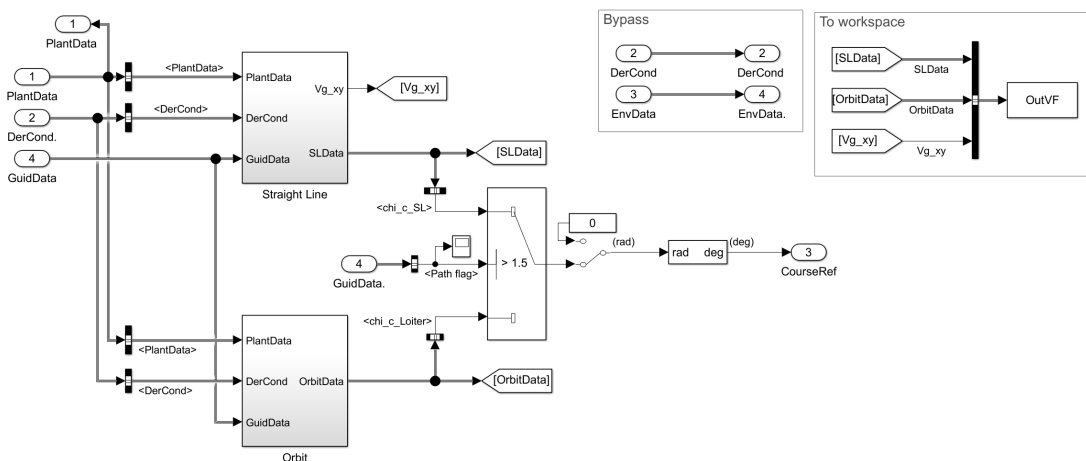 1
PlantData
1
PlantData
2
DerCond.
4
GuidData
<PlantData>
<DerCond>
PlantData
DerCond
GuidData
Vg_xy
SLData
Straight Line
[Vg_xy]
[SLData]
<chi_c_SL>
4
GuidData.
<Path flag>
> 1.5
<chi_c_Loiter>
0
(rad)
rad deg
(deg)
3
CourseRef
<PlantData>
<DerCond>
PlantData
DerCond
GuidData
OrbitData
Orbit
[OrbitData]
Bypass
2
DerCond
2
DerCond
3
EnvData
4
EnvData.
To workspace
[SLData]
SLData
[OrbitData]
OrbitData
[Vg_xy]
Vg_xy
OutVF